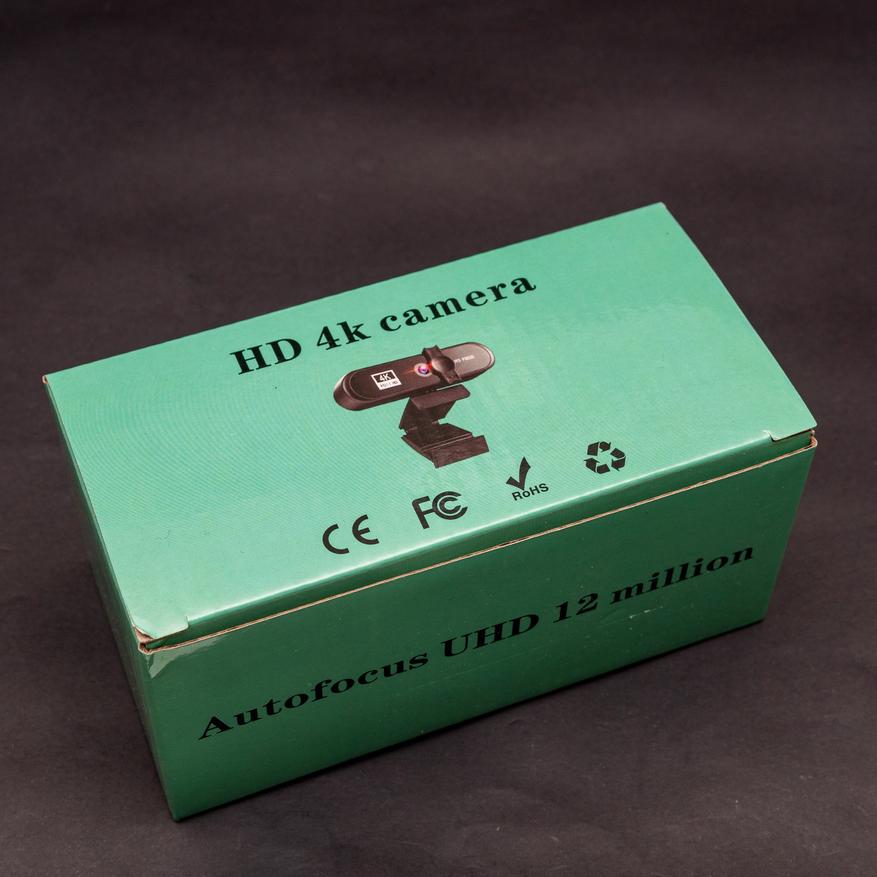 HD 4k camera
4K
CE FC RoHS
Autofocus UHD 12 million